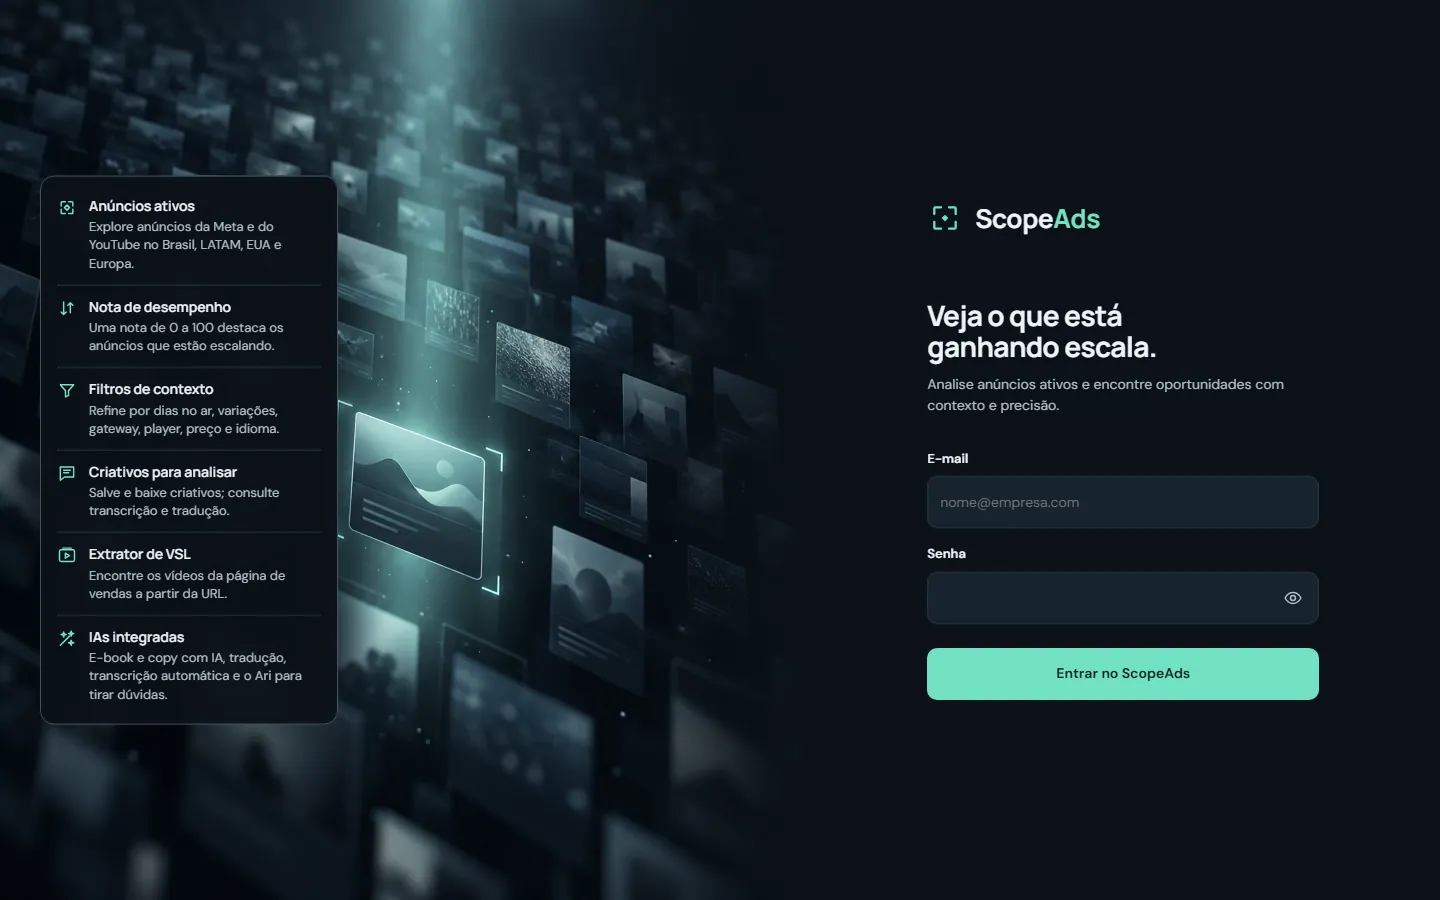 Anúncios ativos
Explore anúncios da Meta e do
YouTube no Brasil, LATAM, EUA e
Europa.
Nota de desempenho
Uma nota de 0 a 100 destaca os
anúncios que estão escalando.
Filtros de contexto
Refine por dias no ar, variações,
gateway, player, preço e idioma.
Criativos para analisar
Salve e baixe criativos; consulte
transcrição e tradução.
Extrator de VSL
Encontre os vídeos da página de
vendas a partir da URL.
IAs integradas
E-book e copy com IA, tradução,
transcrição automática e o Ari para
tirar dúvidas.
ScopeAds
Veja o que está
ganhando escala.
Analise anúncios ativos e encontre oportunidades com
contexto e precisão.
E-mail
nome@empresa.com
Senha
Entrar no ScopeAds